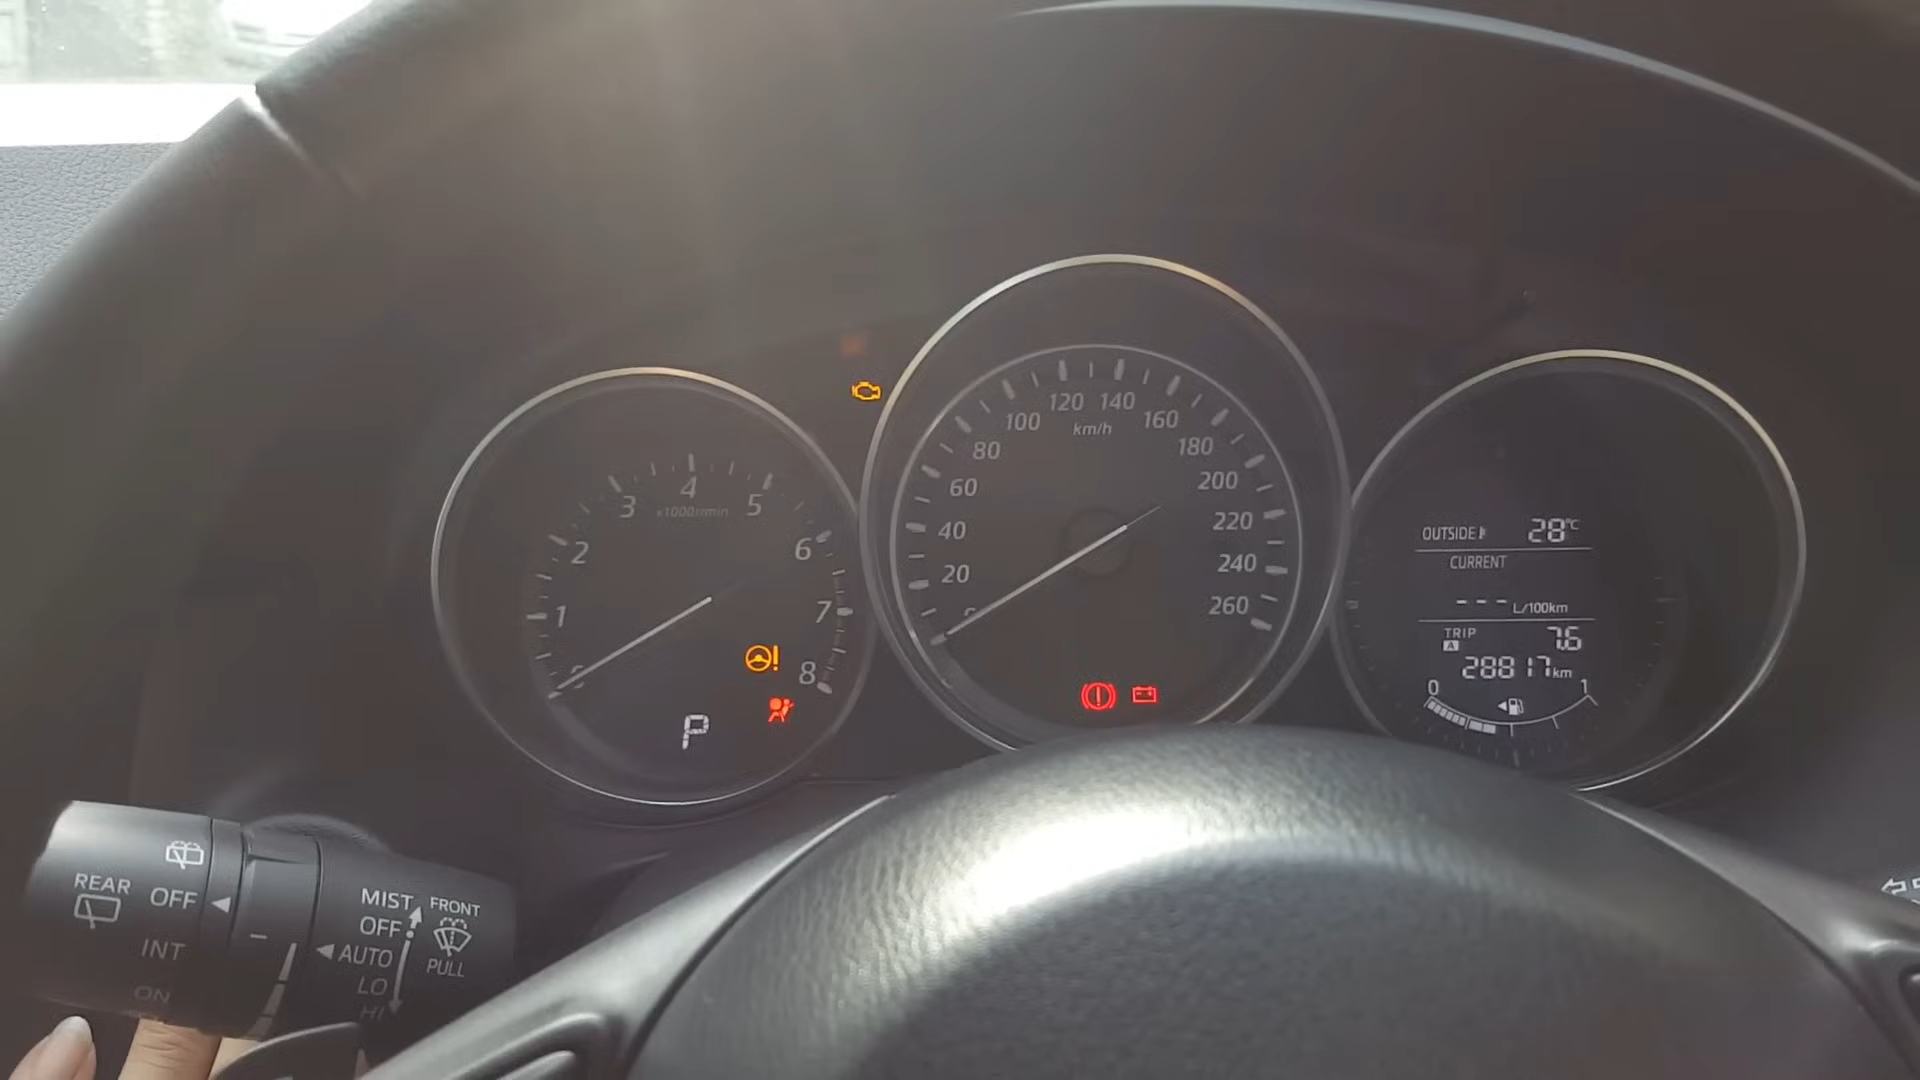 120 140
100 160
km/h
80 180
60 200
40 220
20 240
260
4
3 5
x1000r/min
2 6
1 7
8
P
OUTSIDE 28°C
CURRENT
--- L/100km
TRIP A 7.6
28817 km
0 1
REAR
OFF
INT
ON
MIST
OFF
AUTO
LO
HI
FRONT
PULL